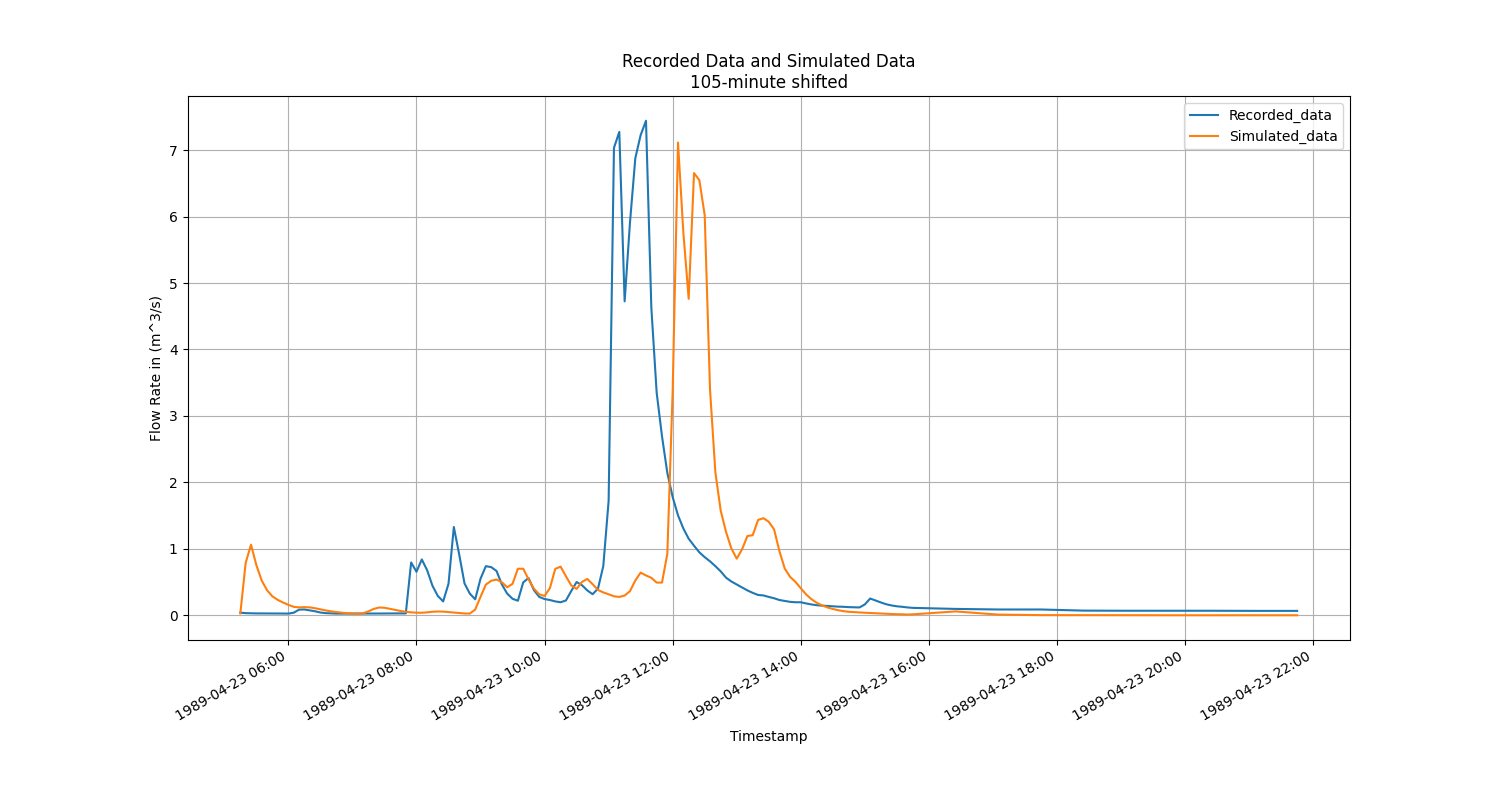 Recorded Data and Simulated Data
105-minute shifted
Recorded_data
Simulated_data
Flow Rate in (m^3/s)
7
6
5
4
3
2
1
0
1989-04-23 06:00
1989-04-23 08:00
1989-04-23 10:00
1989-04-23 12:00
1989-04-23 14:00
1989-04-23 16:00
1989-04-23 18:00
1989-04-23 20:00
1989-04-23 22:00
Timestamp